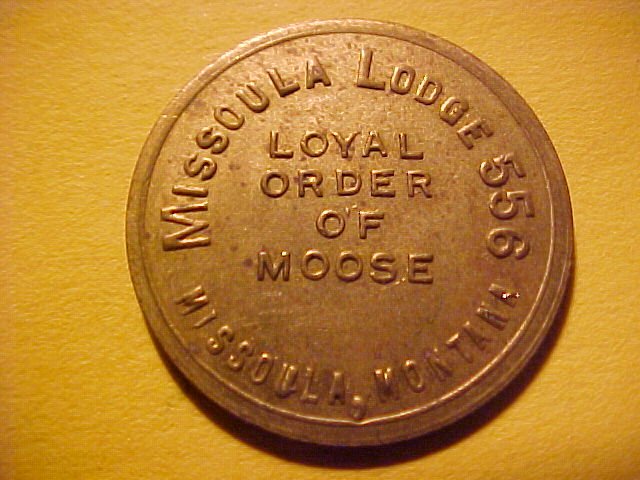 MISSOULA LODGE 556
LOYAL
ORDER
OF
MOOSE
MISSOULA, MONTANA